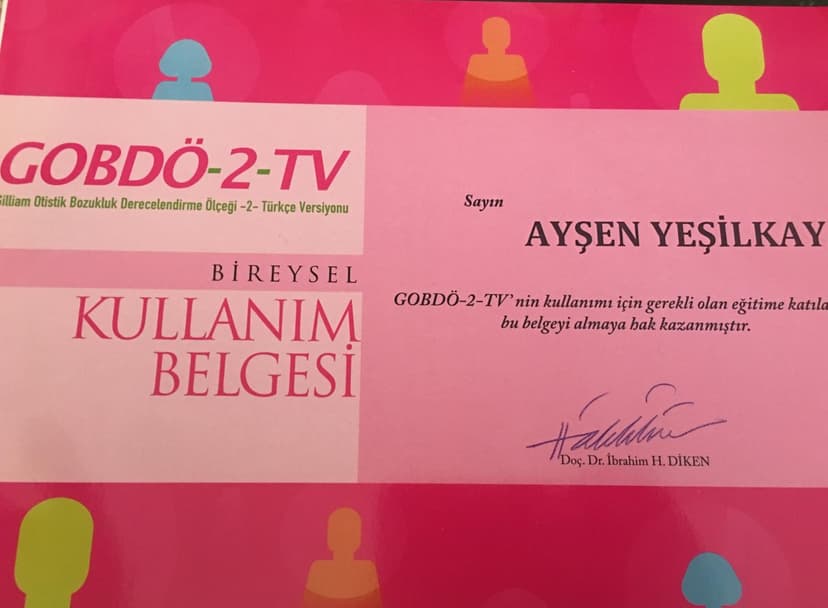 GOBDÖ-2-TV
Gilliam Otistik Bozukluk Derecelendirme Ölçeği -2- Türkçe Versiyonu
BİREYSEL
KULLANIM
BELGESİ
Sayın
AYŞEN YEŞİLKAY
GOBDÖ-2-TV'nin kullanımı için gerekli olan eğitime katıla
bu belgeyi almaya hak kazanmıştır.
Doç. Dr. İbrahim H. DİKEN